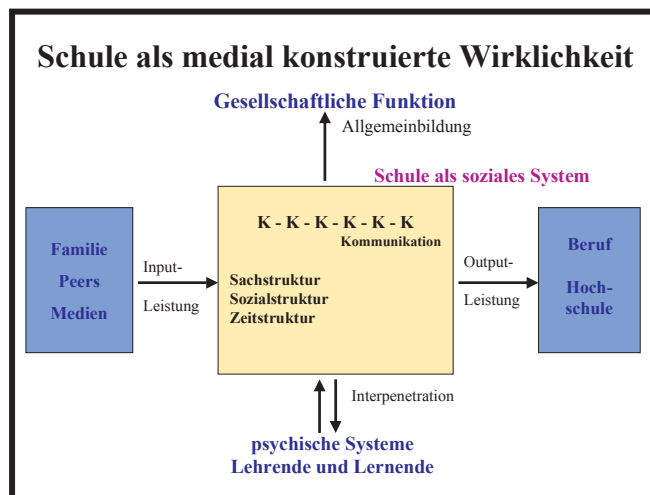 Schule als medial konstruierte Wirklichkeit
Gesellschaftliche Funktion
Allgemeinbildung
Schule als soziales System
K - K - K - K - K - K
Kommunikation
Familie
Peers
Medien
Input-
Leistung
Sachstruktur
Sozialstruktur
Zeitstruktur
Output-
Leistung
Beruf
Hoch-
schule
Interpenetration
psychische Systeme
Lehrende und Lernende